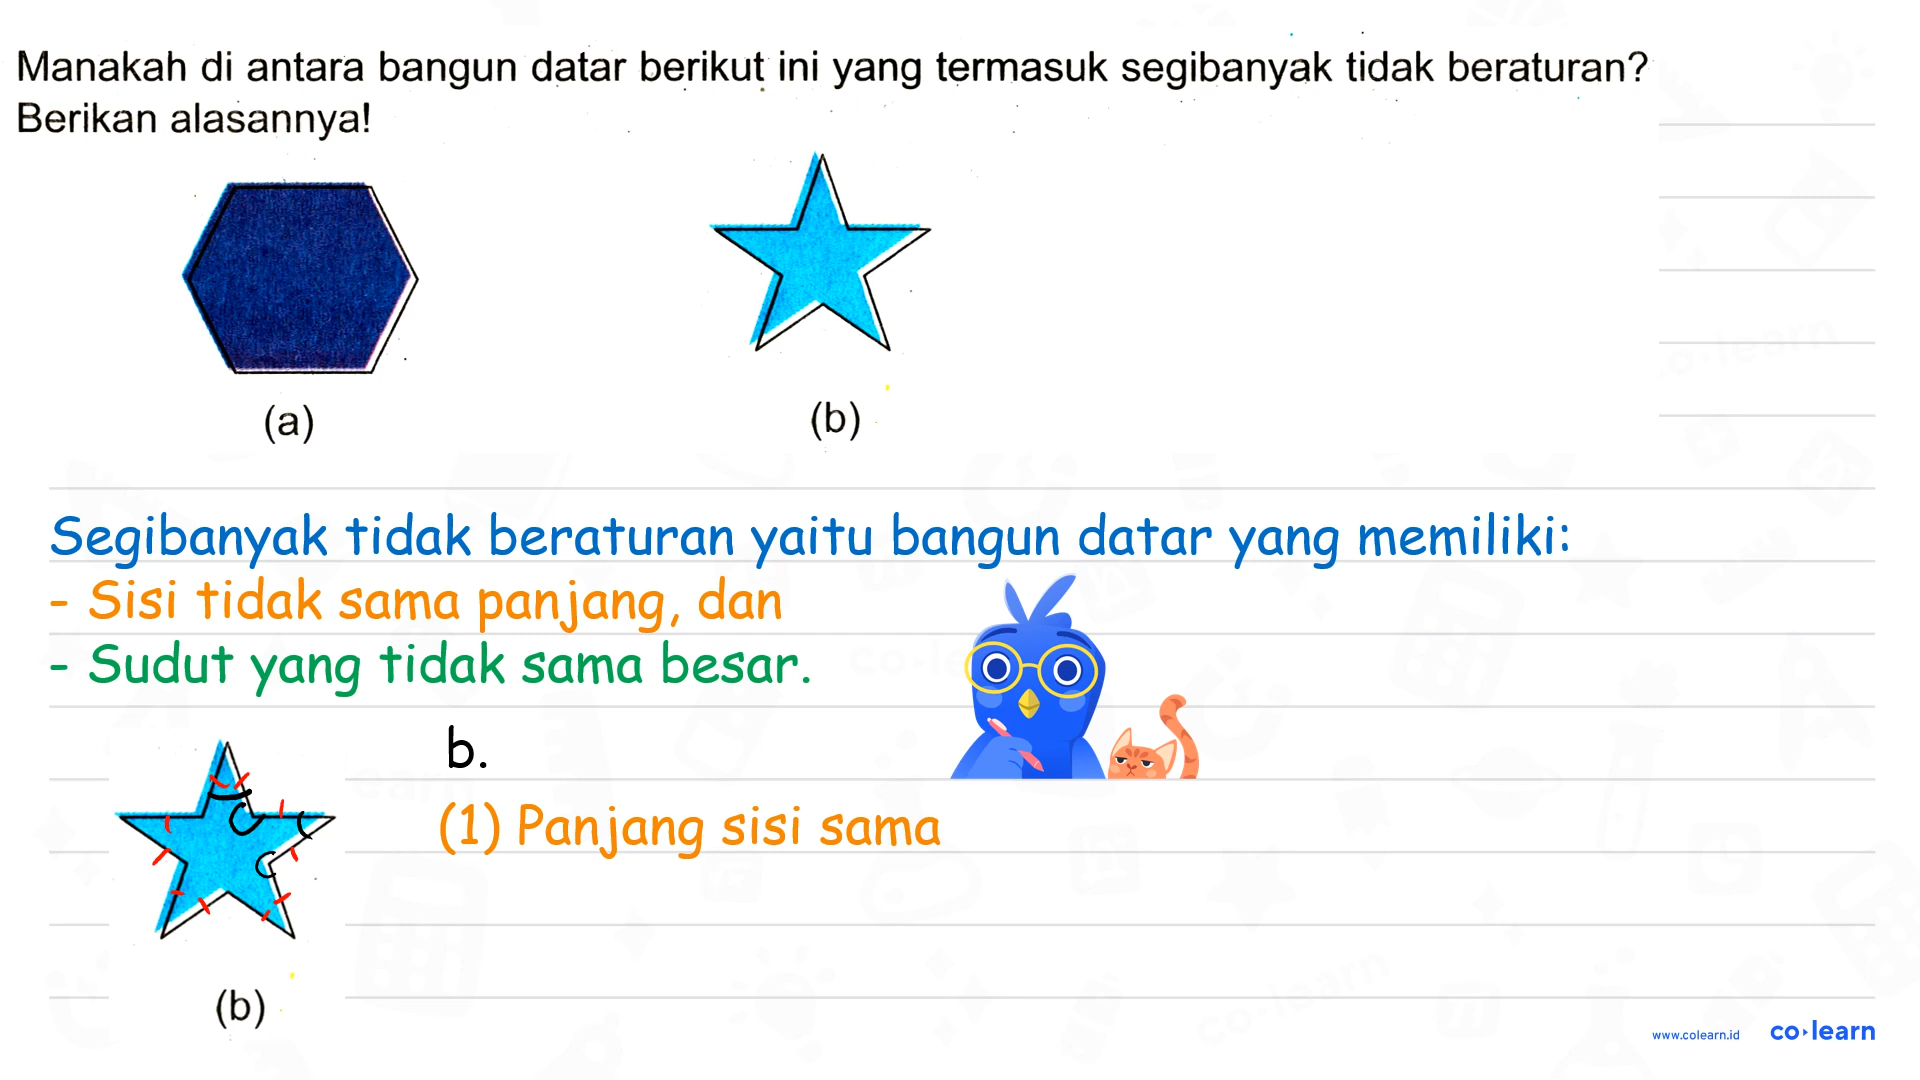 Manakah di antara bangun datar berikut ini yang termasuk segibanyak tidak beraturan?
Berikan alasannya!
(a)
(b)
Segibanyak tidak beraturan yaitu bangun datar yang memiliki:
- Sisi tidak sama panjang, dan
- Sudut yang tidak sama besar.
b.
(1) Panjang sisi sama
(b)
www.colearn.id
co·learn